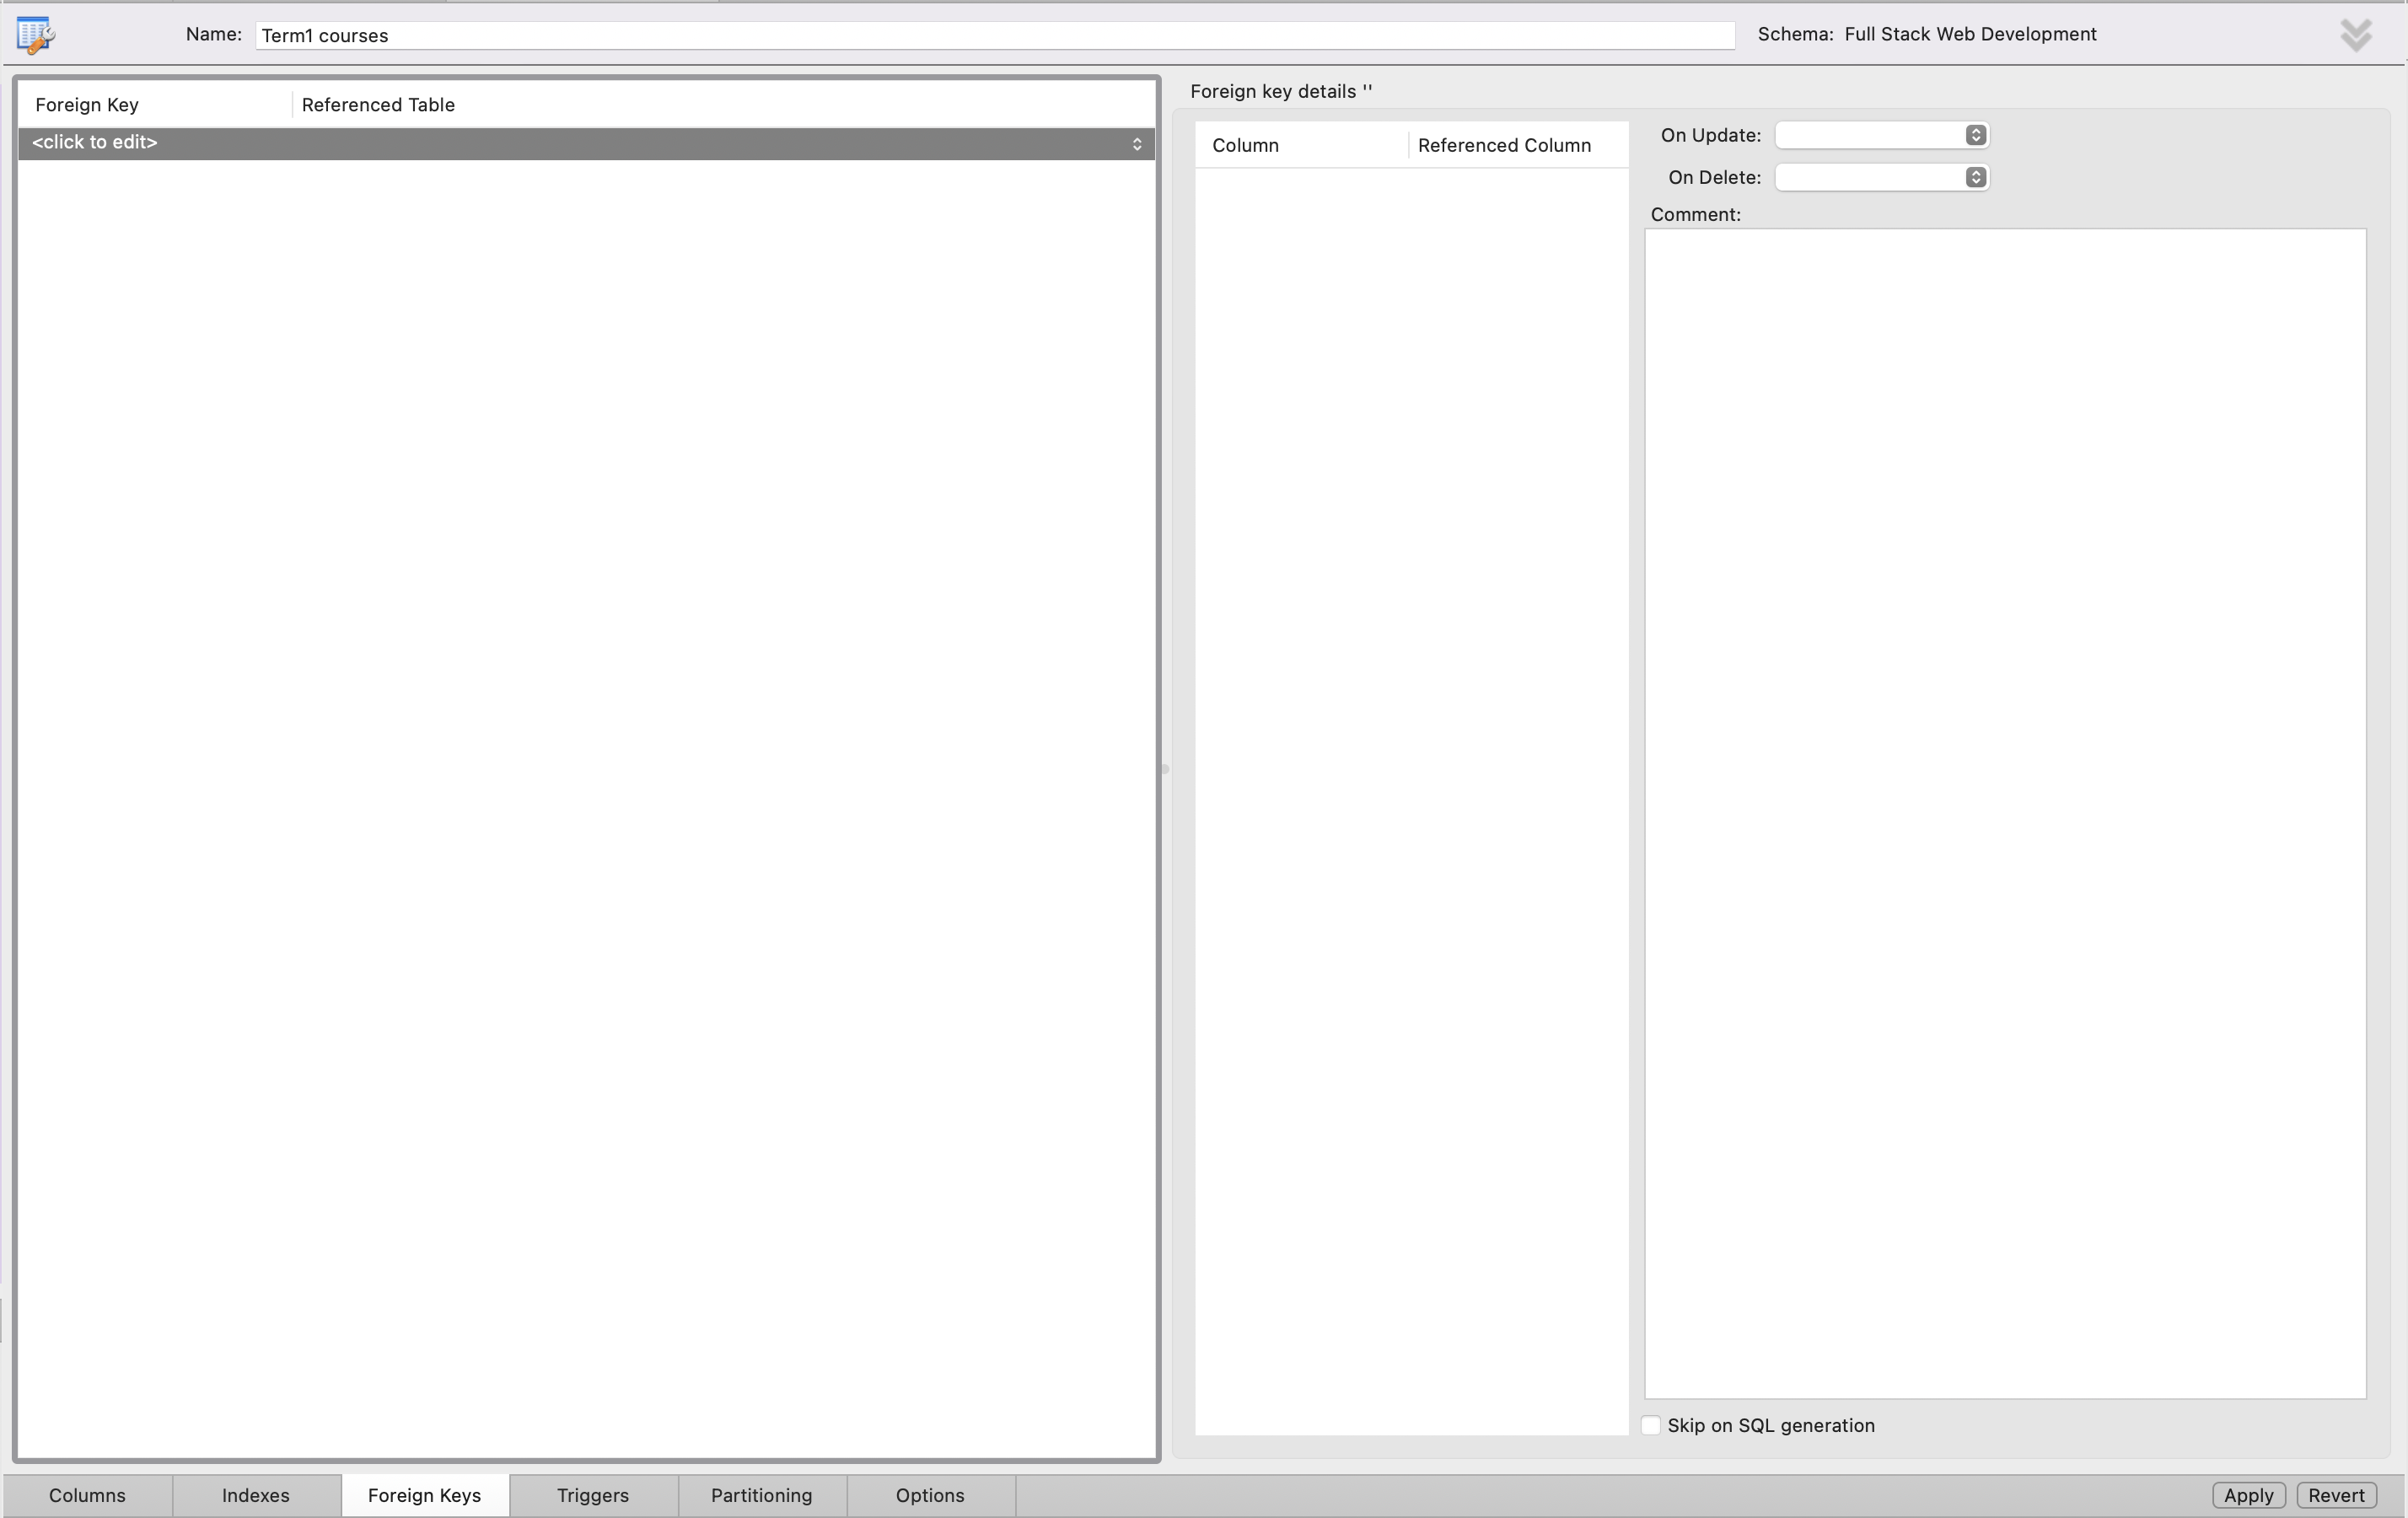 Name: Term1 courses Schema: Full Stack Web Development
Foreign Key Referenced Table
<click to edit>
Foreign key details ''
Column Referenced Column
On Update:
On Delete:
Comment:
Skip on SQL generation
Columns Indexes Foreign Keys Triggers Partitioning Options Apply Revert